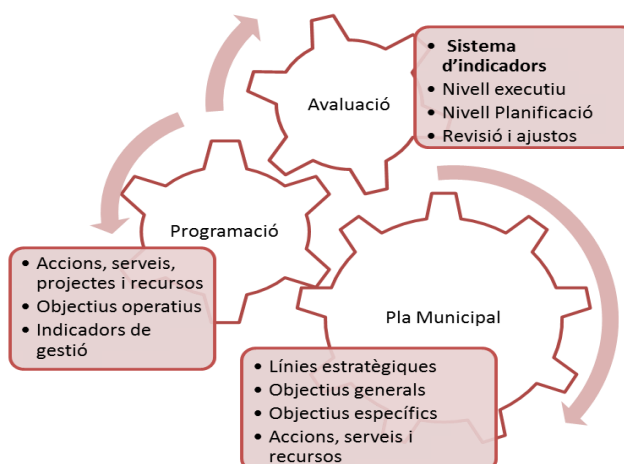 Avaluació
• Sistema
d'indicadors
• Nivell executiu
• Nivell Planificació
• Revisió i ajustos
Programació
• Accions, serveis,
projectes i recursos
• Objectius operatius
• Indicadors de
gestió
Pla Municipal
• Línies estratègiques
• Objectius generals
• Objectius específics
• Accions, serveis i
recursos